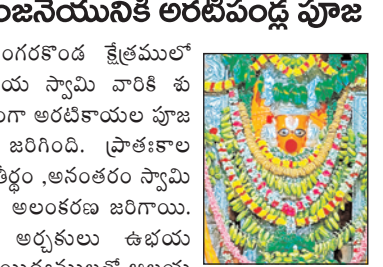 ంజనేయునికి అరటిపండ్ల పూజ
ంగరకొండ క్షేత్రములో
య స్వామి వారికి శు
ంగా అరటికాయల పూజ
జరిగింది. ప్రాతఃకాల
తీర్థం ,అనంతరం స్వామి
అలంకరణ జరిగాయి.
అర్చకులు ఉభయ